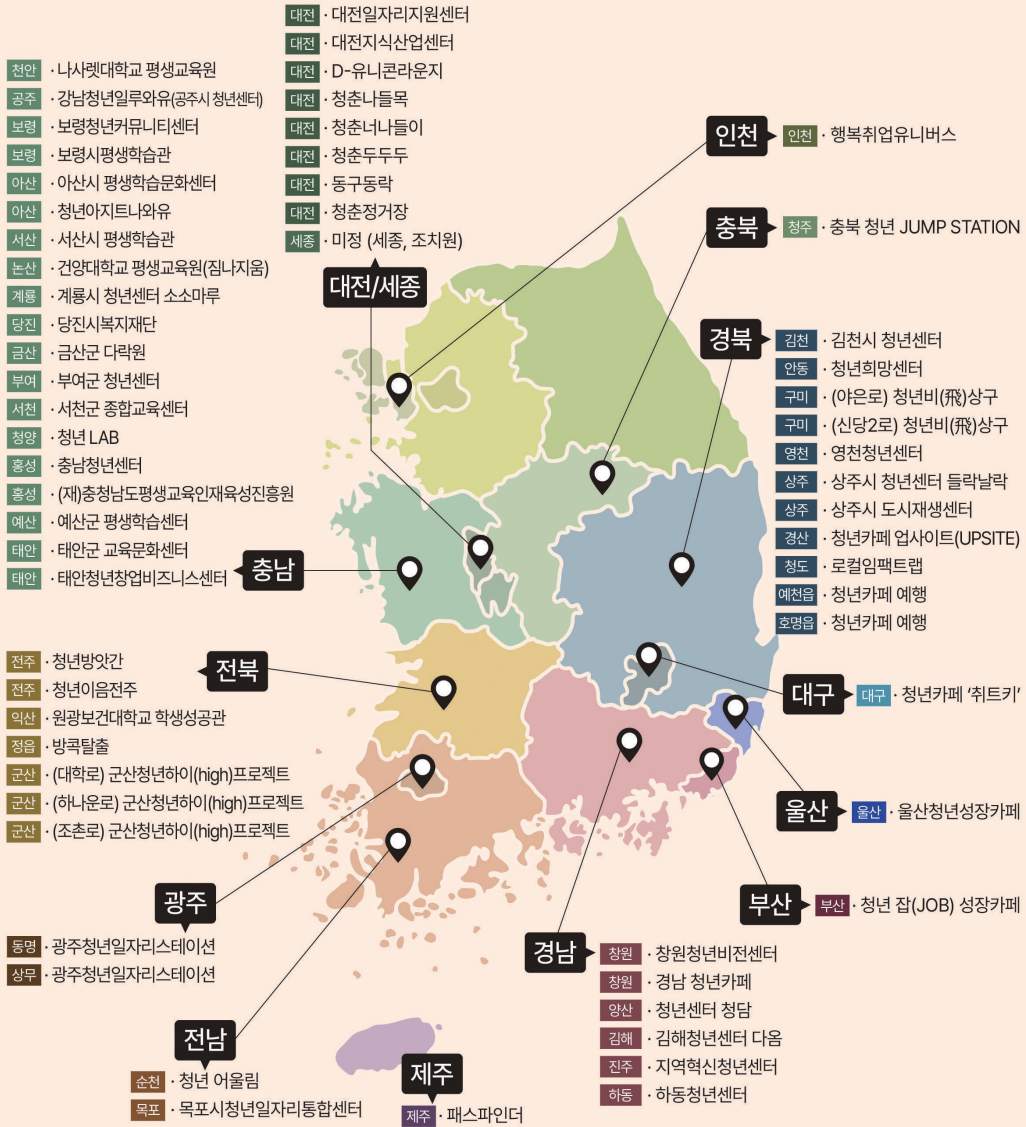 대전 · 대전일자리지원센터
대전 · 대전지식산업센터
대전 · D-유니콘라운지
대전 · 청춘나들목
대전 · 청춘너나들이
대전 · 청춘두두두
대전 · 동구동락
대전 · 청춘정거장
세종 · 미정 (세종, 조치원)
대전/세종
천안 · 나사렛대학교 평생교육원
공주 · 강남청년일루와유(공주시 청년센터)
보령 · 보령청년커뮤니티센터
보령 · 보령시평생학습관
아산 · 아산시 평생학습문화센터
아산 · 청년아지트나와유
서산 · 서산시 평생학습관
논산 · 건양대학교 평생교육원(짐나지움)
계룡 · 계룡시 청년센터 소소마루
당진 · 당진시복지재단
금산 · 금산군 다락원
부여 · 부여군 청년센터
서천 · 서천군 종합교육센터
청양 · 청년 LAB
홍성 · 충남청년센터
홍성 · (재)충청남도평생교육인재육성진흥원
예산 · 예산군 평생학습센터
태안 · 태안군 교육문화센터
태안 · 태안청년창업비즈니스센터
충남
인천
인천 · 행복취업유니버스
충북
청주 · 충북 청년 JUMP STATION
경북
김천 · 김천시 청년센터
안동 · 청년희망센터
구미 · (야은로) 청년비(飛)상구
구미 · (신당2로) 청년비(飛)상구
영천 · 영천청년센터
상주 · 상주시 청년센터 들락날락
상주 · 상주시 도시재생센터
경산 · 청년카페 업사이트(UPSITE)
청도 · 로컬임팩트랩
예천읍 · 청년카페 예행
호명읍 · 청년카페 예행
전북
전주 · 청년방앗간
전주 · 청년이음전주
익산 · 원광보건대학교 학생성공관
정읍 · 방콕탈출
군산 · (대학로) 군산청년하이(high)프로젝트
군산 · (하나운로) 군산청년하이(high)프로젝트
군산 · (조촌로) 군산청년하이(high)프로젝트
대구
대구 · 청년카페 '취트키'
울산
울산 · 울산청년성장카페
부산
부산 · 청년 잡(JOB) 성장카페
광주
동명 · 광주청년일자리스테이션
상무 · 광주청년일자리스테이션
경남
창원 · 창원청년비전센터
창원 · 경남 청년카페
양산 · 청년센터 청담
김해 · 김해청년센터 다옴
진주 · 지역혁신청년센터
하동 · 하동청년센터
전남
순천 · 청년 어울림
목포 · 목포시청년일자리통합센터
제주
제주 · 패스파인더